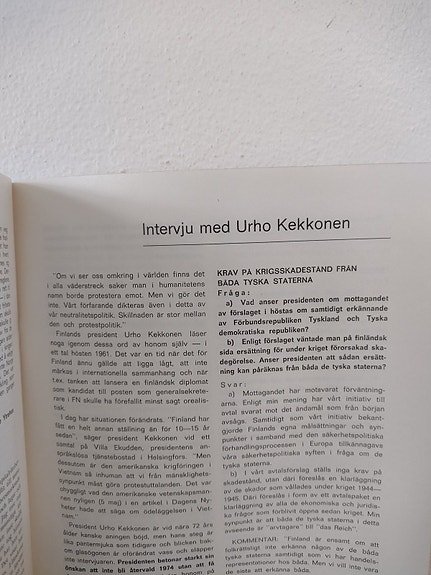 Intervju med Urho Kekkonen
"Om vi ser oss omkring i världen finns det
i alla väderstreck saker man i humanitetens
namn borde protestera emot. Men vi gör det
inte. Vårt förfarande dikteras även i detta av
vår neutralitetspolitik. Skillnaden är stor mellan
den och protestpolitik."
Finlands president Urho Kekkonen läser
noga igenom dessa ord av honom själv — i
ett tal hösten 1961. Det var en tid när det för
Finland ännu gällde att ligga lågt, att inte
märkas i internationella sammanhang och när
t.ex. tanken att lansera en finländsk diplomat
som kandidat till posten som generalsekrete-
rare i FN skulle ha förefallit minst sagt orealis-
tisk.
I dag har situationen förändrats. "Finland har
fått en helt annan ställning än för 10—15 år
sedan", säger president Kekkonen vid ett
samtal på Villa Ekudden, presidentens an-
språkslösa tjänstebostad i Helsingfors. "Men
dessutom är den amerikanska krigföringen i
Vietnam så inhuman att vi från mänsklighets-
synpunkt måst göra protestuttalanden. Det var
ohyggligt vad den amerikanske vetenskapsman-
nen nyligen (5 maj) i en artikel i Dagens Ny-
heter hade att säga om ödeläggelsen i Viet-
nam."
President Urho Kekkonen är vid nära 72 års
ålder kanske aningen böjd, men hans steg är
lika pantermjuka som tidigare och blicken bak-
om glasögonen är oförändrat vass och släpper
inte intervjuaren. Presidenten betonar starkt sin
önskan att inte bli återvald 1974 utan att få
KRAV PÅ KRIGSSKADESTÅND FRÅN
BÅDA TYSKA STATERNA
Fråga:
a) Vad anser presidenten om mottagandet
av förslaget i höstas om samtidigt erkännande
av Förbundsrepubliken Tyskland och Tyska
demokratiska republiken?
b) Enligt förslaget väntade man på finländsk
sida ersättning för under kriget förorsakad ska-
degörelse. Anser presidenten att sådan ersätt-
ning kan påräknas från båda de tyska staterna?
Svar:
a) Mottagandet har motsvarat förväntning-
arna. Enligt min mening har vårt initiativ till
avtal svarat mot det ändamål som från början
avsågs. Samtidigt som vårt initiativ bekant-
gjorde Finlands egna målsättningar och syn-
punkter i samband med den säkerhetspolitiska
förhandlingsprocessen i Europa tillkännagavs
våra säkerhetspolitiska syften i fråga om de
tyska staterna.
b) I vårt avtalsförslag ställs inga krav på
skadestånd, utan däri föreslås en klarläggning
av de skador som vållades under kriget 1944—
1945. Däri föreslås i form av ett avtalspaket en
klarläggning av alla de ekonomiska och juridis-
ka frågor som förblivit öppna sedan kriget. Min
synpunkt är att båda de tyska staterna i detta
avseende är "arvtagare" till "das Reich".
KOMMENTAR: "Finland är ensamt om att
folkrättsligt inte erkänna någon av de båda
tyska staterna samtidigt som vi har handels-
representationer hos båda. Men vi vill inte vara
de siste att erkänna båda.